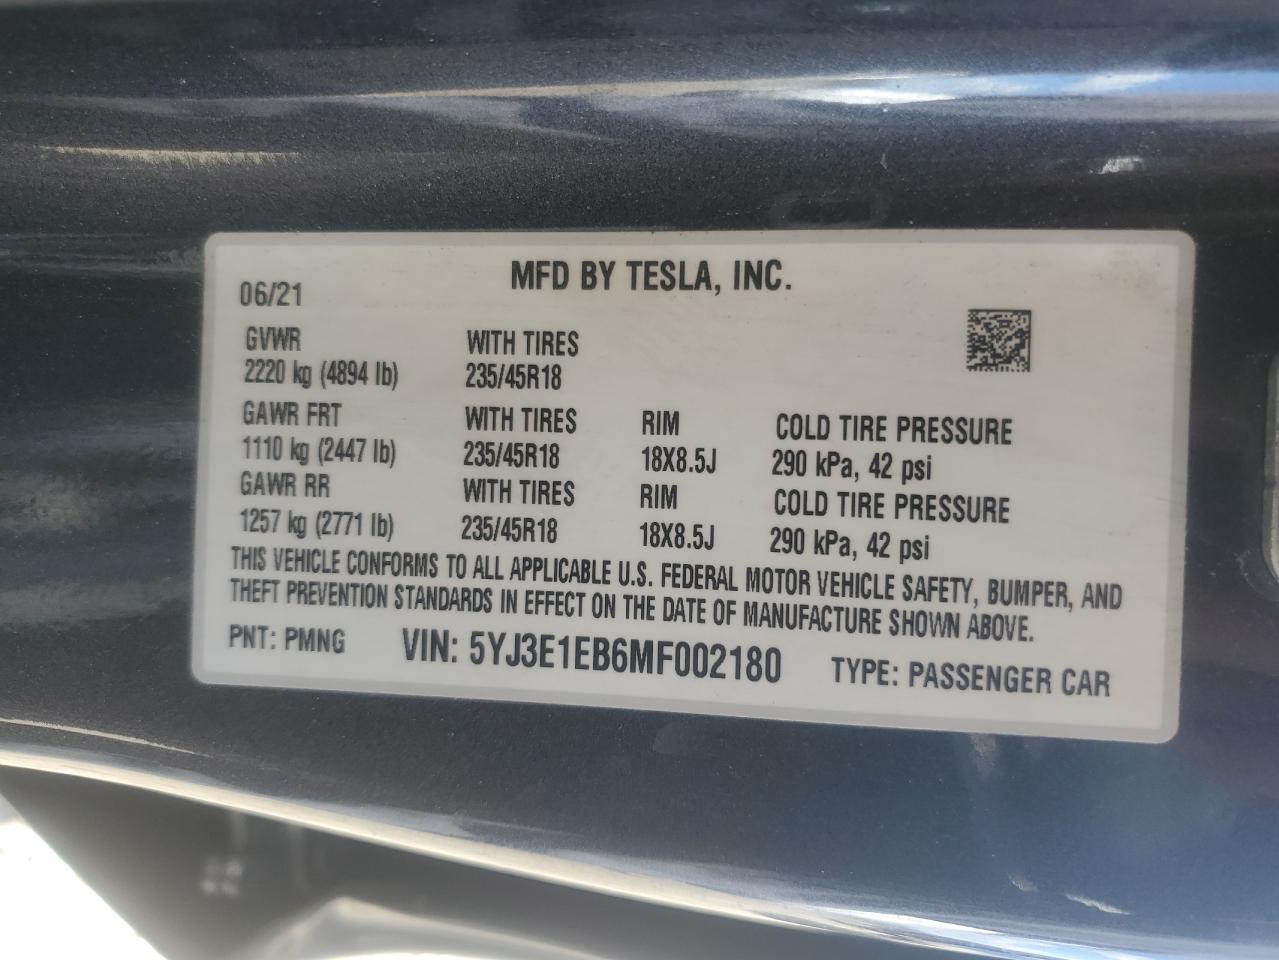 MFD BY TESLA, INC.
06/21
GVWR WITH TIRES
2220 kg (4894 lb) 235/45R18
GAWR FRT WITH TIRES RIM COLD TIRE PRESSURE
1110 kg (2447 lb) 235/45R18 18X8.5J 290 kPa, 42 psi
GAWR RR WITH TIRES RIM COLD TIRE PRESSURE
1257 kg (2771 lb) 235/45R18 18X8.5J 290 kPa, 42 psi
THIS VEHICLE CONFORMS TO ALL APPLICABLE U.S. FEDERAL MOTOR VEHICLE SAFETY, BUMPER, AND
THEFT PREVENTION STANDARDS IN EFFECT ON THE DATE OF MANUFACTURE SHOWN ABOVE.
PNT: PMNG VIN: 5YJ3E1EB6MF002180 TYPE: PASSENGER CAR